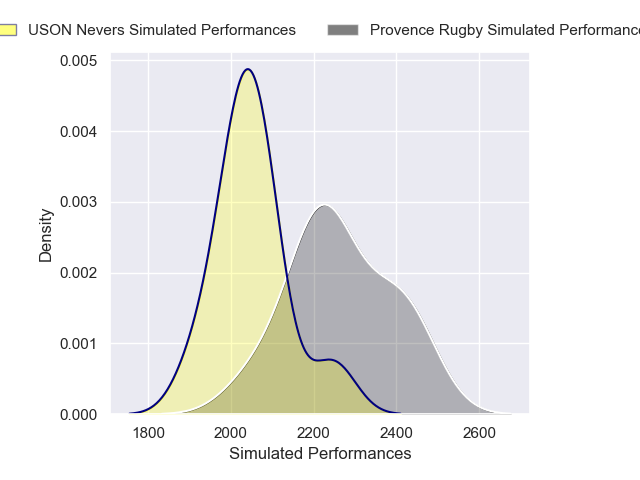 USON Nevers Simulated Performances
Provence Rugby Simulated Performance
0.005
0.004
0.003
0.002
0.001
0.000
Density
1800 2000 2200 2400 2600
Simulated Performances